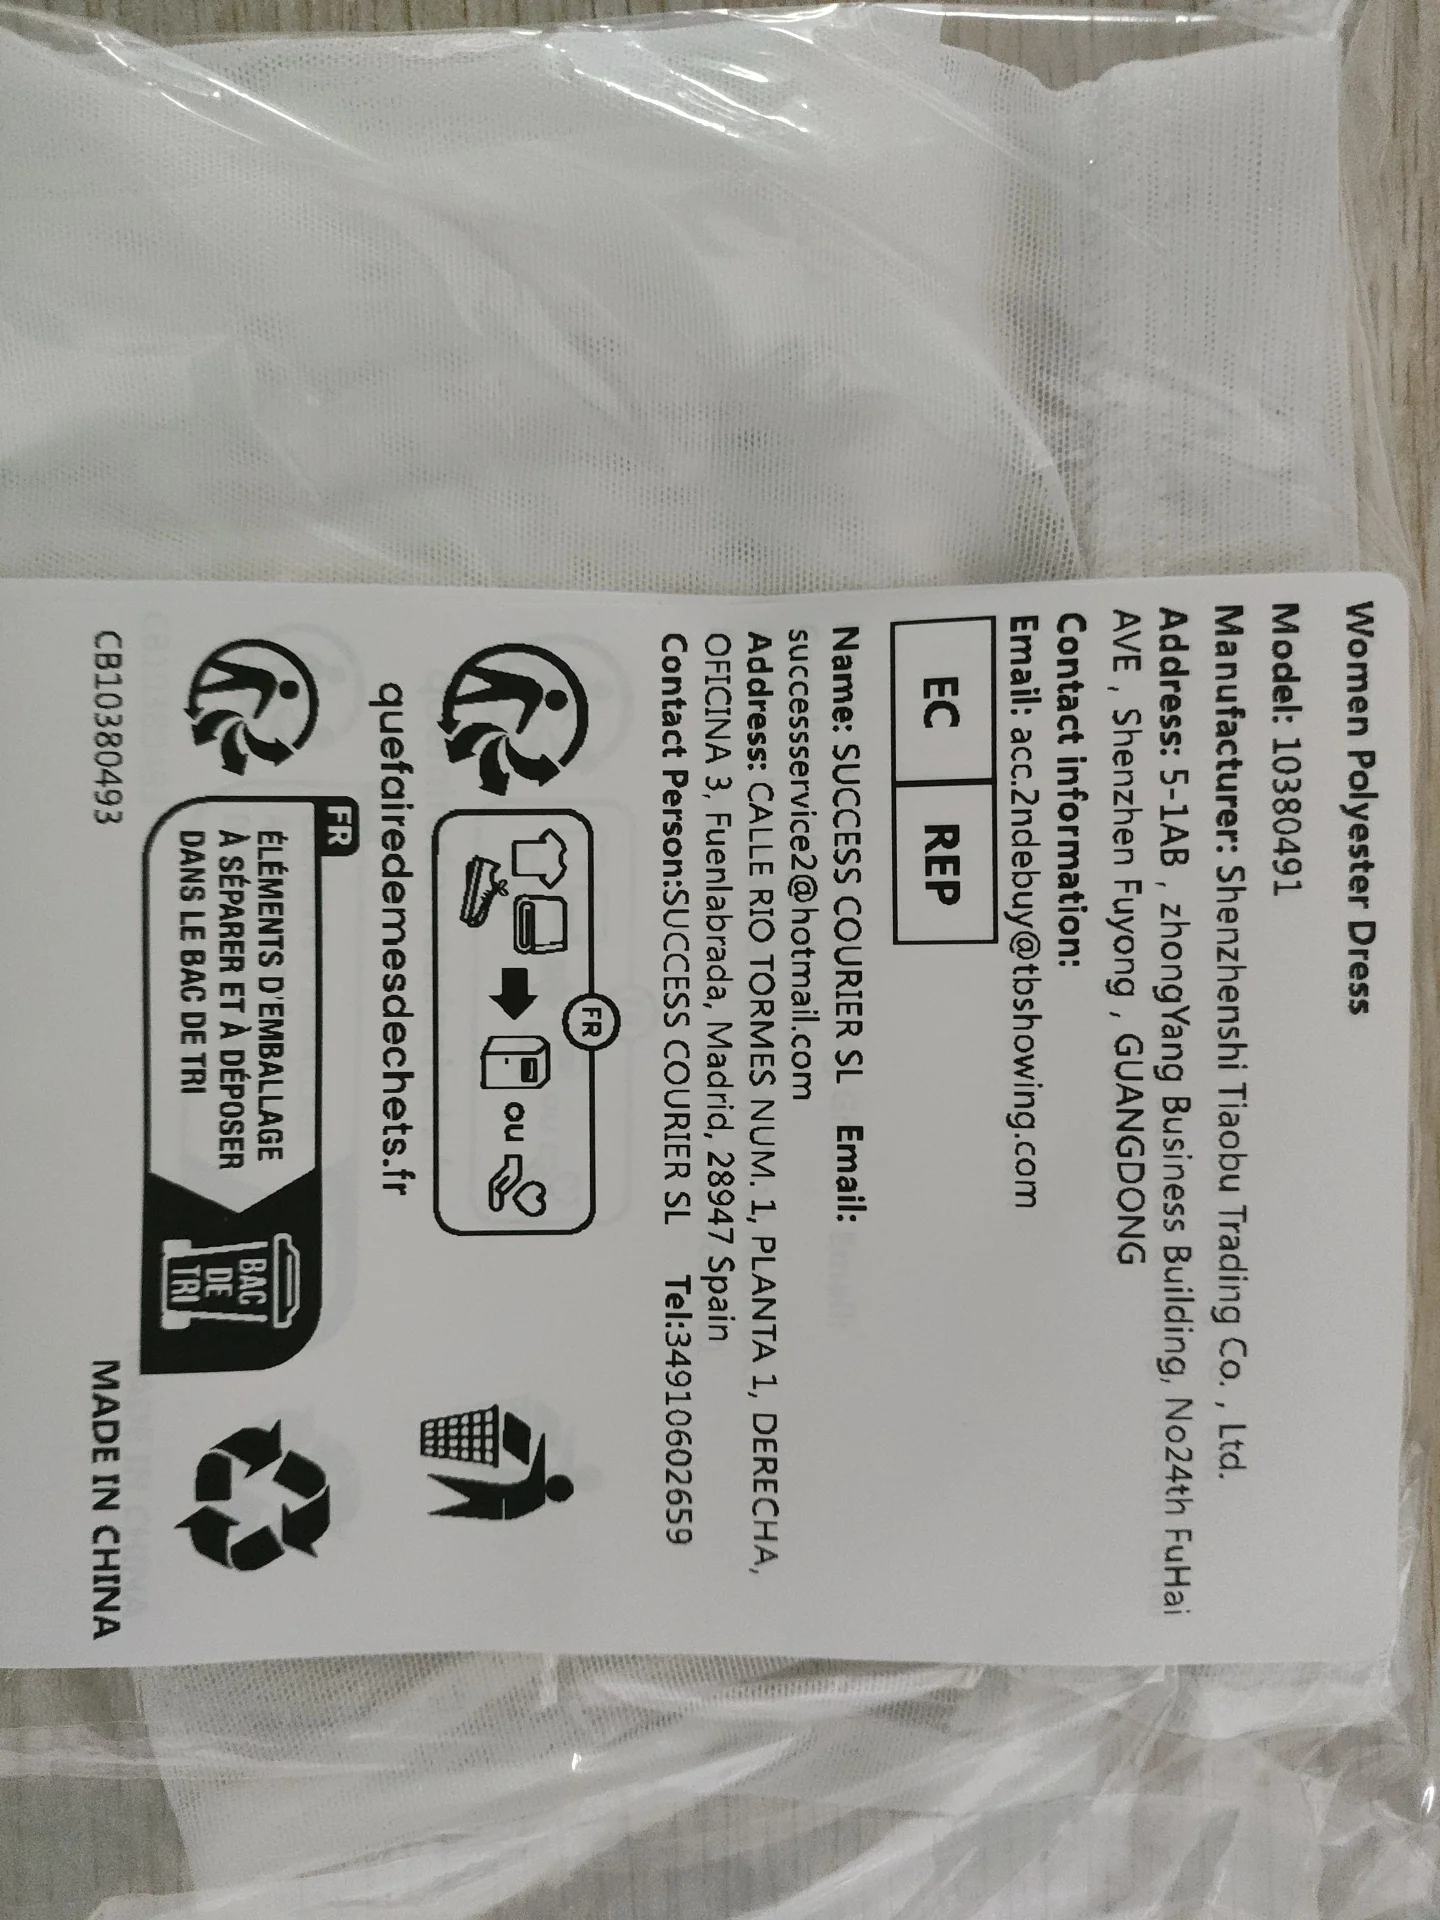 Women Polyester Dress
Model: 10380491
Manufacturer: Shenzhenshi Tiaobu Trading Co. , Ltd.
Address: 5-1AB , zhongYang Business Building, No24th FuHai
AVE , Shenzhen Fuyong , GUANGDONG
Contact information:
Email: acc.2ndebuy@tbshowing.com
EC REP
Name: SUCCESS COURIER SL Email:
successservice2@hotmail.com
Address: CALLE RIO TORMES NUM. 1, PLANTA 1, DERECHA,
OFICINA 3, Fuenlabrada, Madrid, 28947 Spain
Contact Person:SUCCESS COURIER SL Tel:34910602659
FR
ou
quefairedemesdechets.fr
FR
ÉLÉMENTS D'EMBALLAGE
À SÉPARER ET À DÉPOSER
DANS LE BAC DE TRI
BAC
DE
TRI
CB10380493
MADE IN CHINA